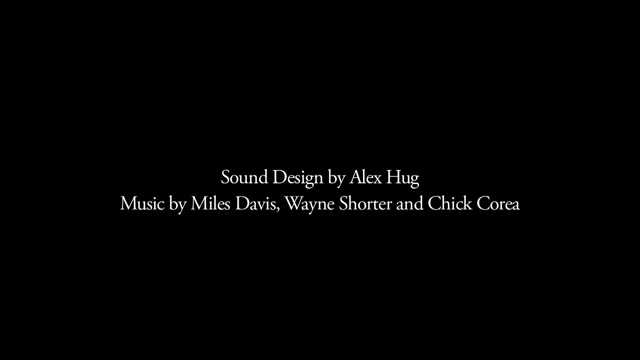 Sound Design by Alex Hug
Music by Miles Davis, Wayne Shorter and Chick Corea